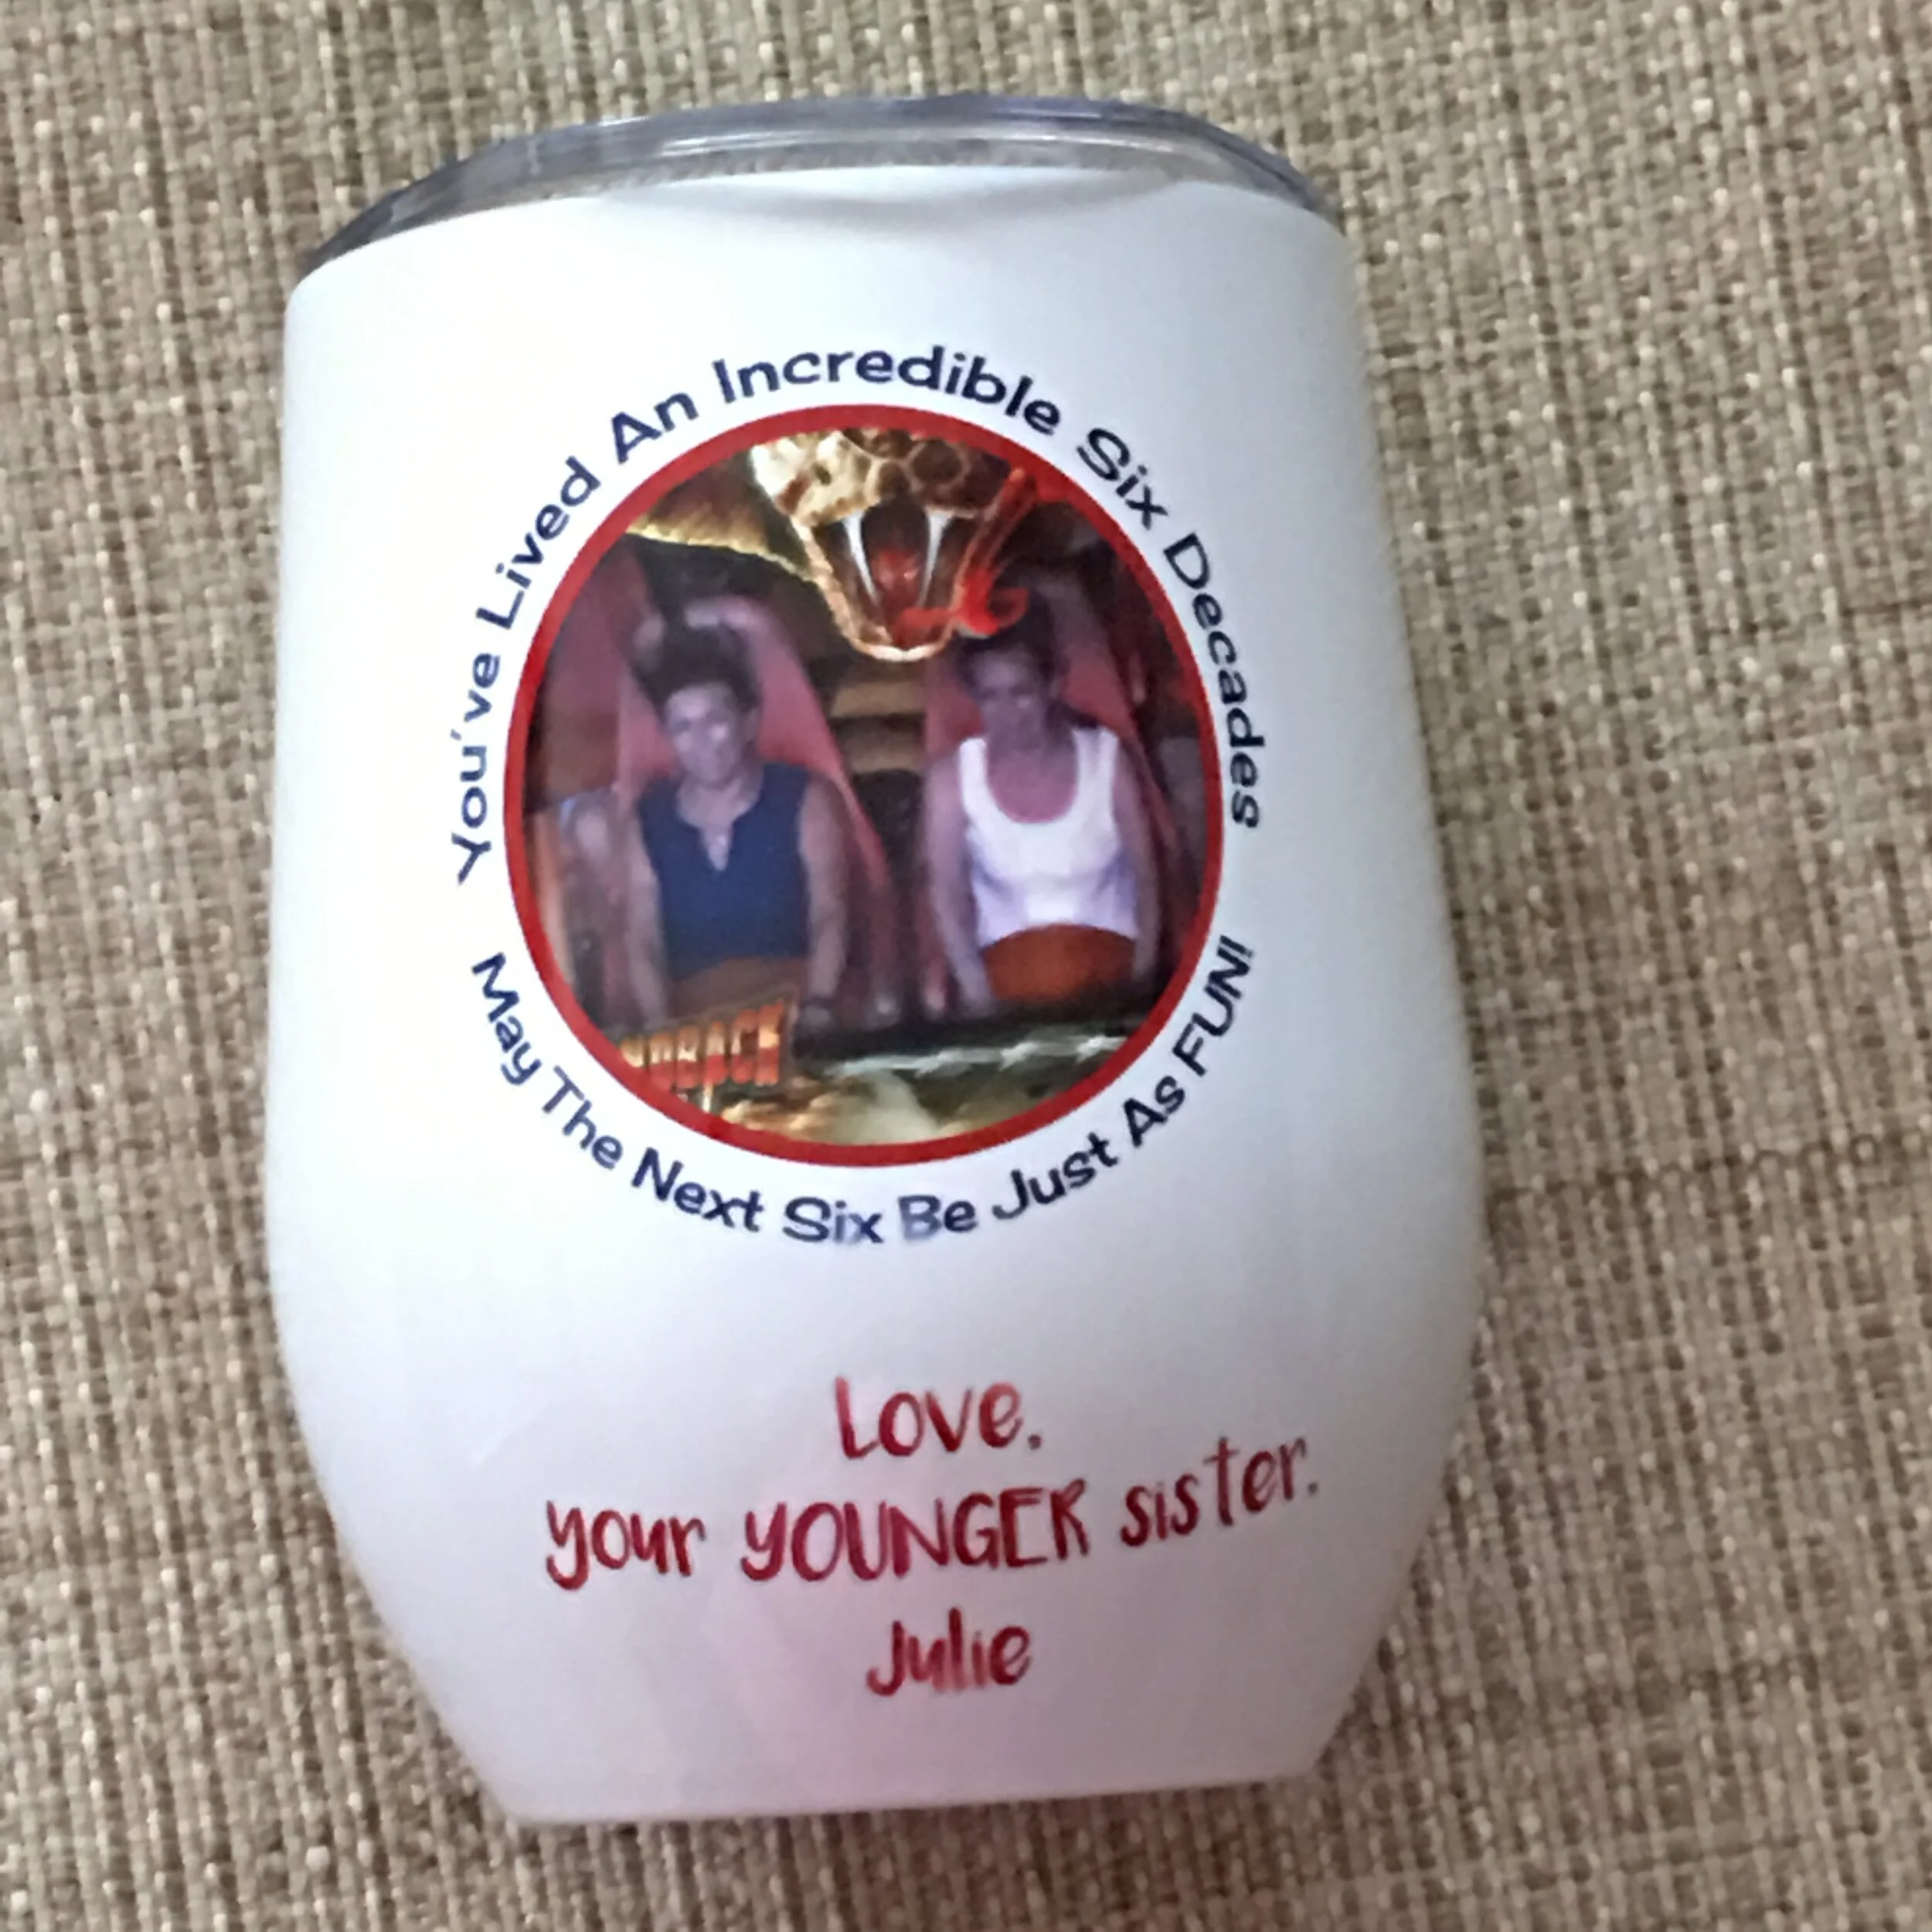 You've Lived An Incredible Six Decades
May The Next Six Be Just As FUN!
Love,
your YOUNGER sister,
Julie